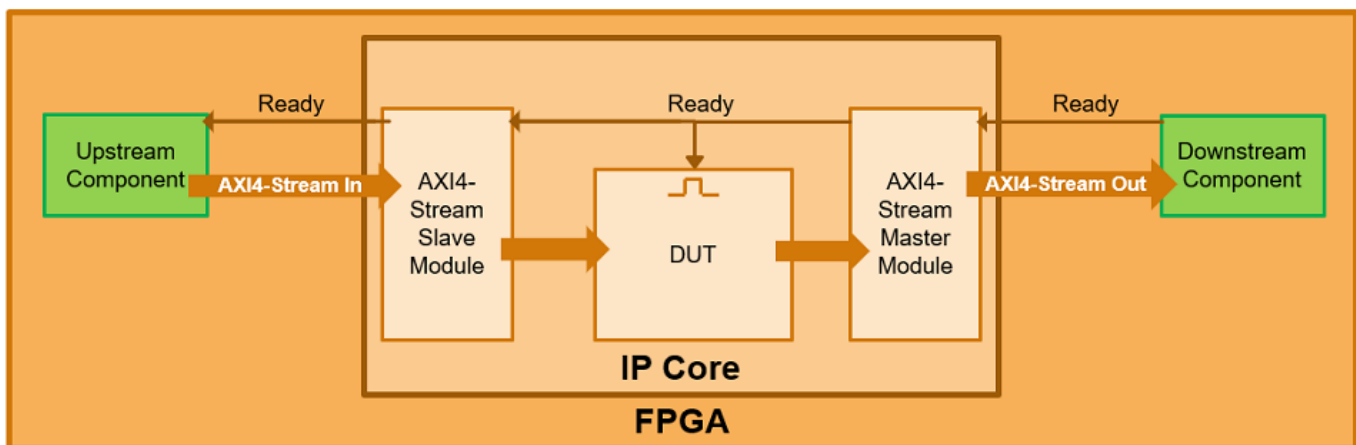 Ready
Ready
Ready
Upstream
Component
AXI4-Stream In
AXI4-
Stream
Slave
Module
DUT
AXI4-
Stream
Master
Module
AXI4-Stream Out
Downstream
Component
IP Core
FPGA